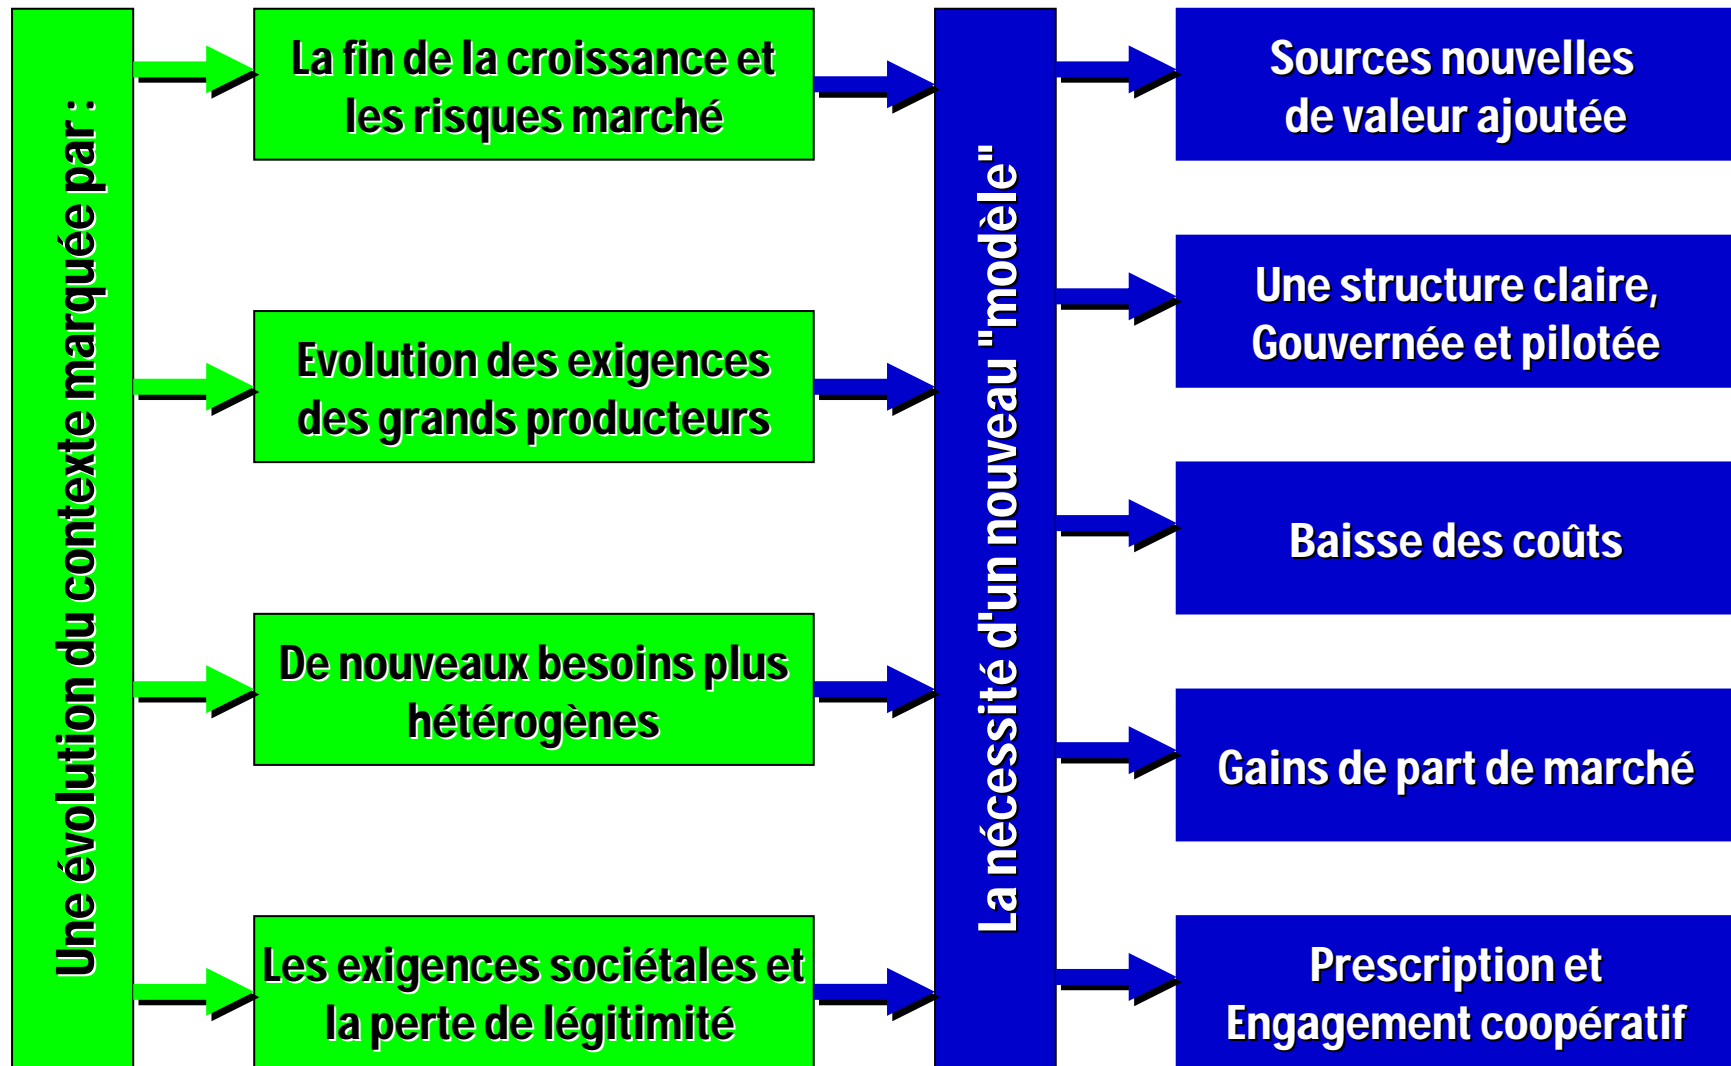 Une évolution du contexte marquée par :
La fin de la croissance et
les risques marché
Evolution des exigences
des grands producteurs
De nouveaux besoins plus
hétérogènes
Les exigences sociétales et
la perte de légitimité
La nécessité d'un nouveau "modèle"
Sources nouvelles
de valeur ajoutée
Une structure claire,
Gouvernée et pilotée
Baisse des coûts
Gains de part de marché
Prescription et
Engagement coopératif